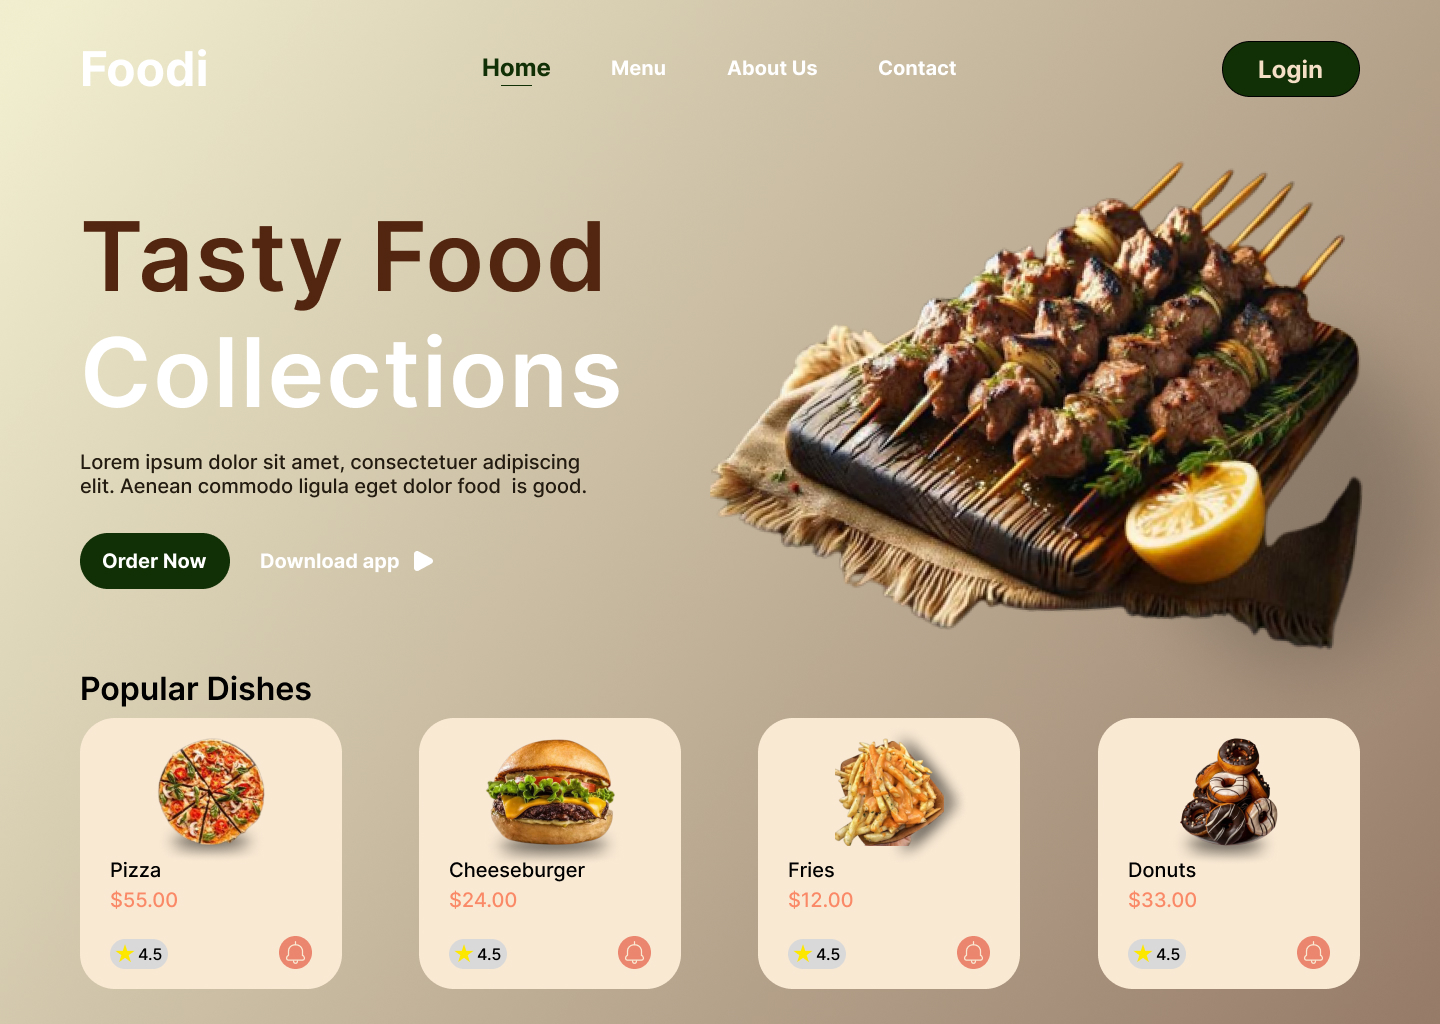 Foodi
Home
Menu
About Us
Contact
Login
Tasty Food
Collections
Lorem ipsum dolor sit amet, consectetuer adipiscing
elit. Aenean commodo ligula eget dolor food  is good.
Order Now
Download app
Popular Dishes
Pizza
$55.00
4.5
Cheeseburger
$24.00
4.5
Fries
$12.00
4.5
Donuts
$33.00
4.5